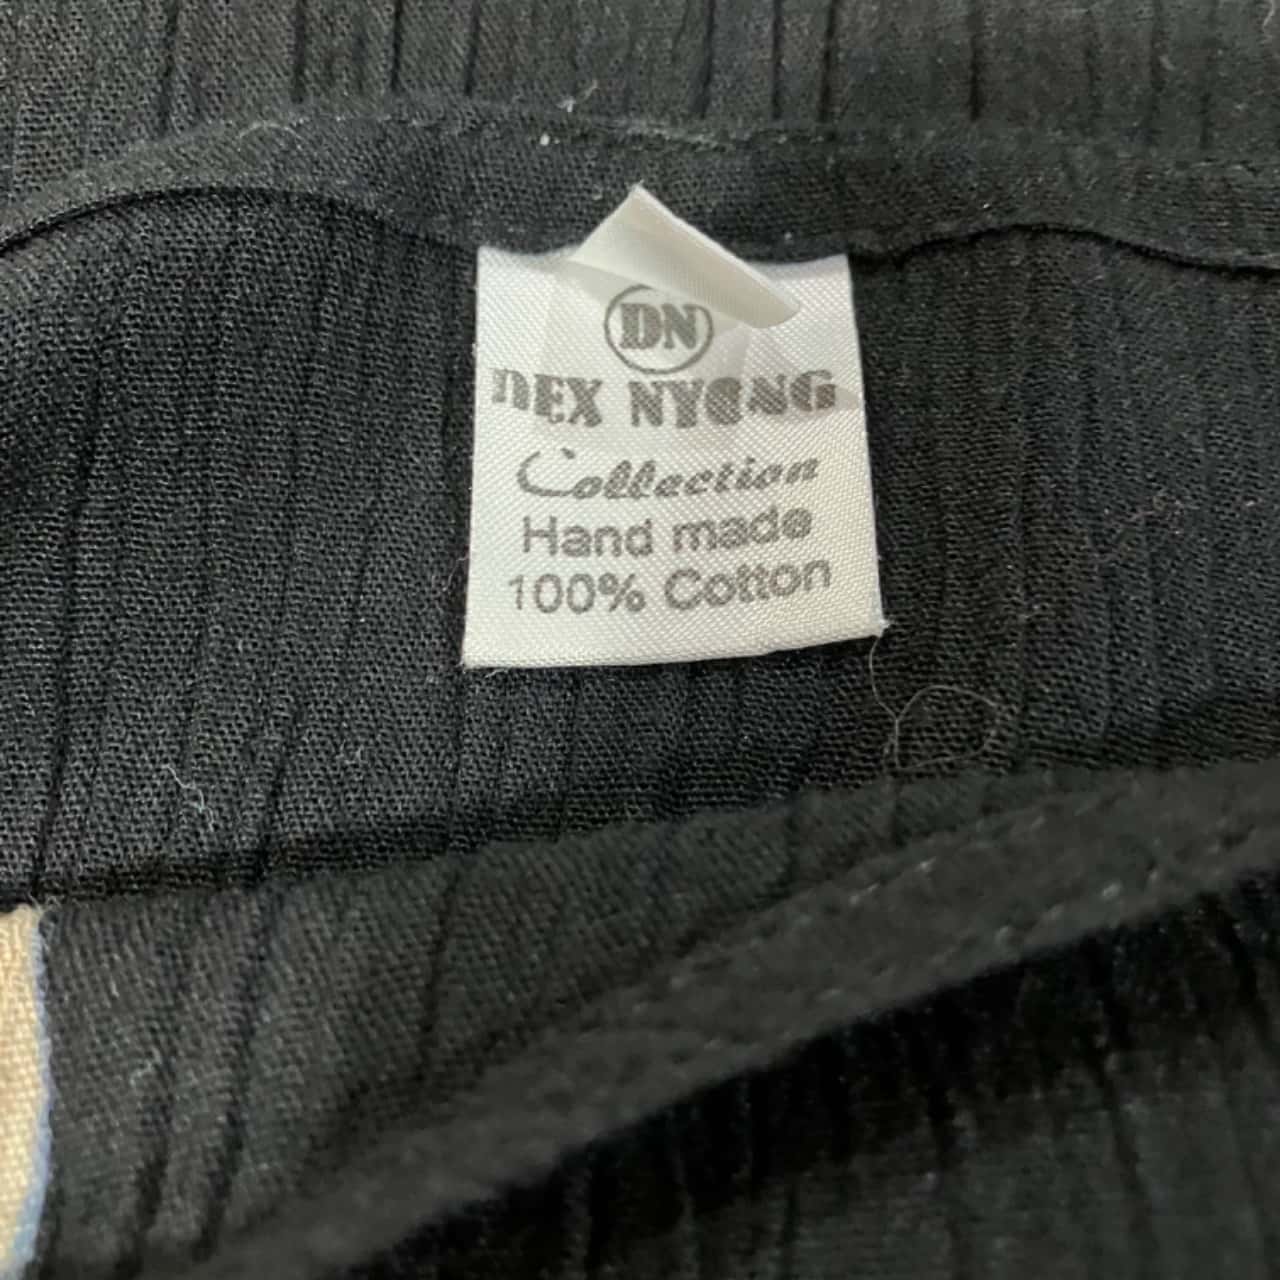 DN
DEX NYONG
Collection
Hand made
100% Cotton